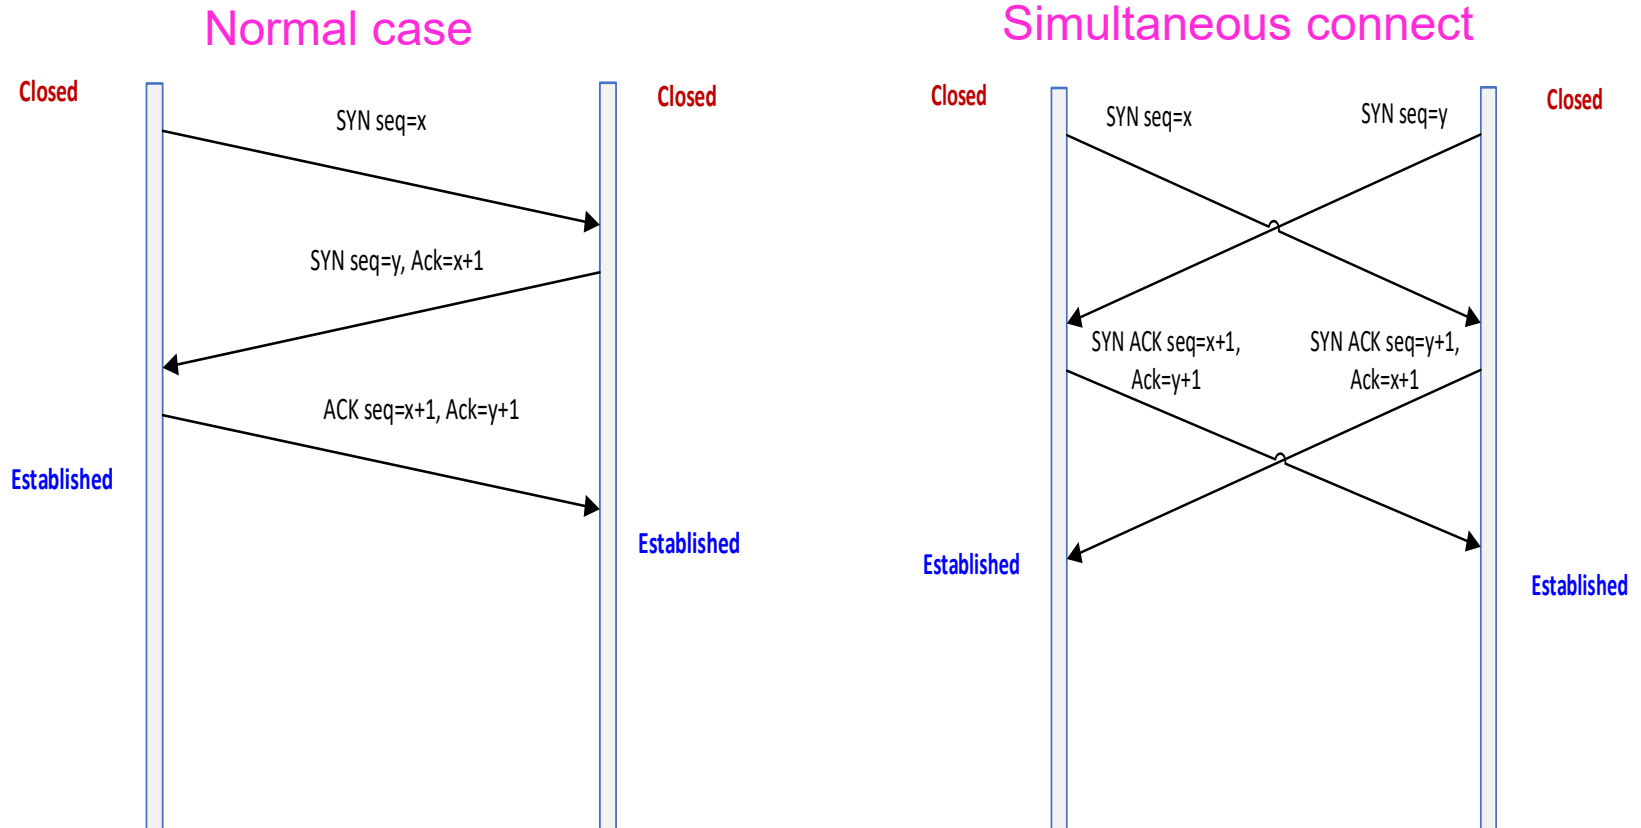 Normal case
Closed
Closed
SYN seq=x
SYN seq=y, Ack=x+1
ACK seq=x+1, Ack=y+1
Established
Established
Simultaneous connect
Closed
Closed
SYN seq=x
SYN seq=y
SYN ACK seq=x+1,
Ack=y+1
SYN ACK seq=y+1,
Ack=x+1
Established
Established